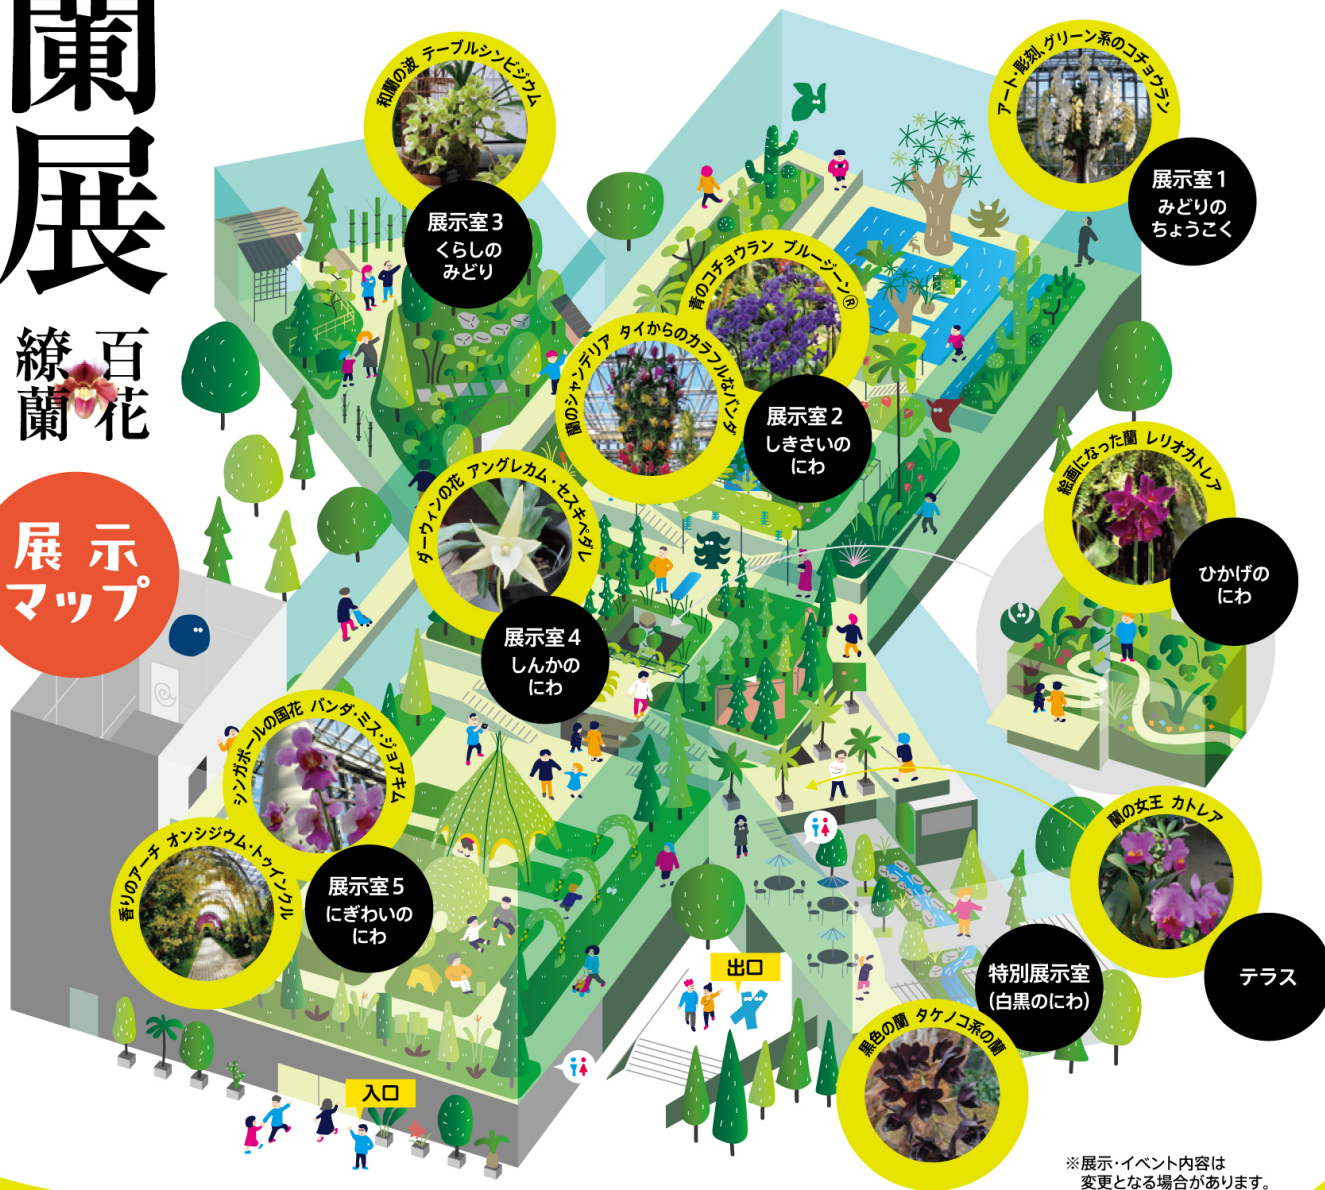 蘭展
百花
繚蘭
展示
マップ
和蘭の波 テーブルシンビジウム
展示室3
くらしの
みどり
アート・彫刻、グリーン系のコチョウラン
展示室1
みどりの
ちょうこく
青のコチョウラン ブルージーン®
蘭のシャンデリア タイからのカラフルなバンダ
展示室2
しきさいの
にわ
ダーウィンの花 アングレカム・セスキペダレ
展示室4
しんかの
にわ
絵画になった蘭 レリオカトレア
ひかげの
にわ
シンガポールの国花 バンダ・ミス・ジョアキム
香りのアーチ オンシジウム・トゥインクル
展示室5
にぎわいの
にわ
蘭の女王 カトレア
テラス
特別展示室
(白黒のにわ)
黒色の蘭 タケノコ系の蘭
出口
入口
※展示・イベント内容は
変更となる場合があります。